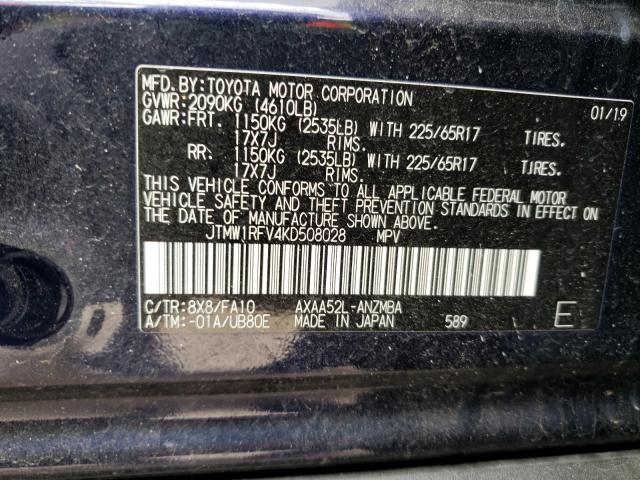 MFD.BY:TOYOTA MOTOR CORPORATION 01/19
GVWR:2090KG (4610LB)
GAWR:FRT 1150KG (2535LB) WITH 225/65R17 TIRES.
17X7J RIMS.
RR: 1150KG (2535LB) WITH 225/65R17 TIRES.
17X7J RIMS.
THIS VEHICLE CONFORMS TO ALL APPLICABLE FEDERAL MOTOR
VEHICLE SAFETY AND THEFT PREVENTION STANDARDS IN EFFECT ON
THE DATE OF MANUFACTURE SHOWN ABOVE.
JTMW1RFV4KD508028 MPV
C/TR:8X8/FA10 AXAA52L-ANZMBA
A/TM:-01A/UB80E MADE IN JAPAN 589 E